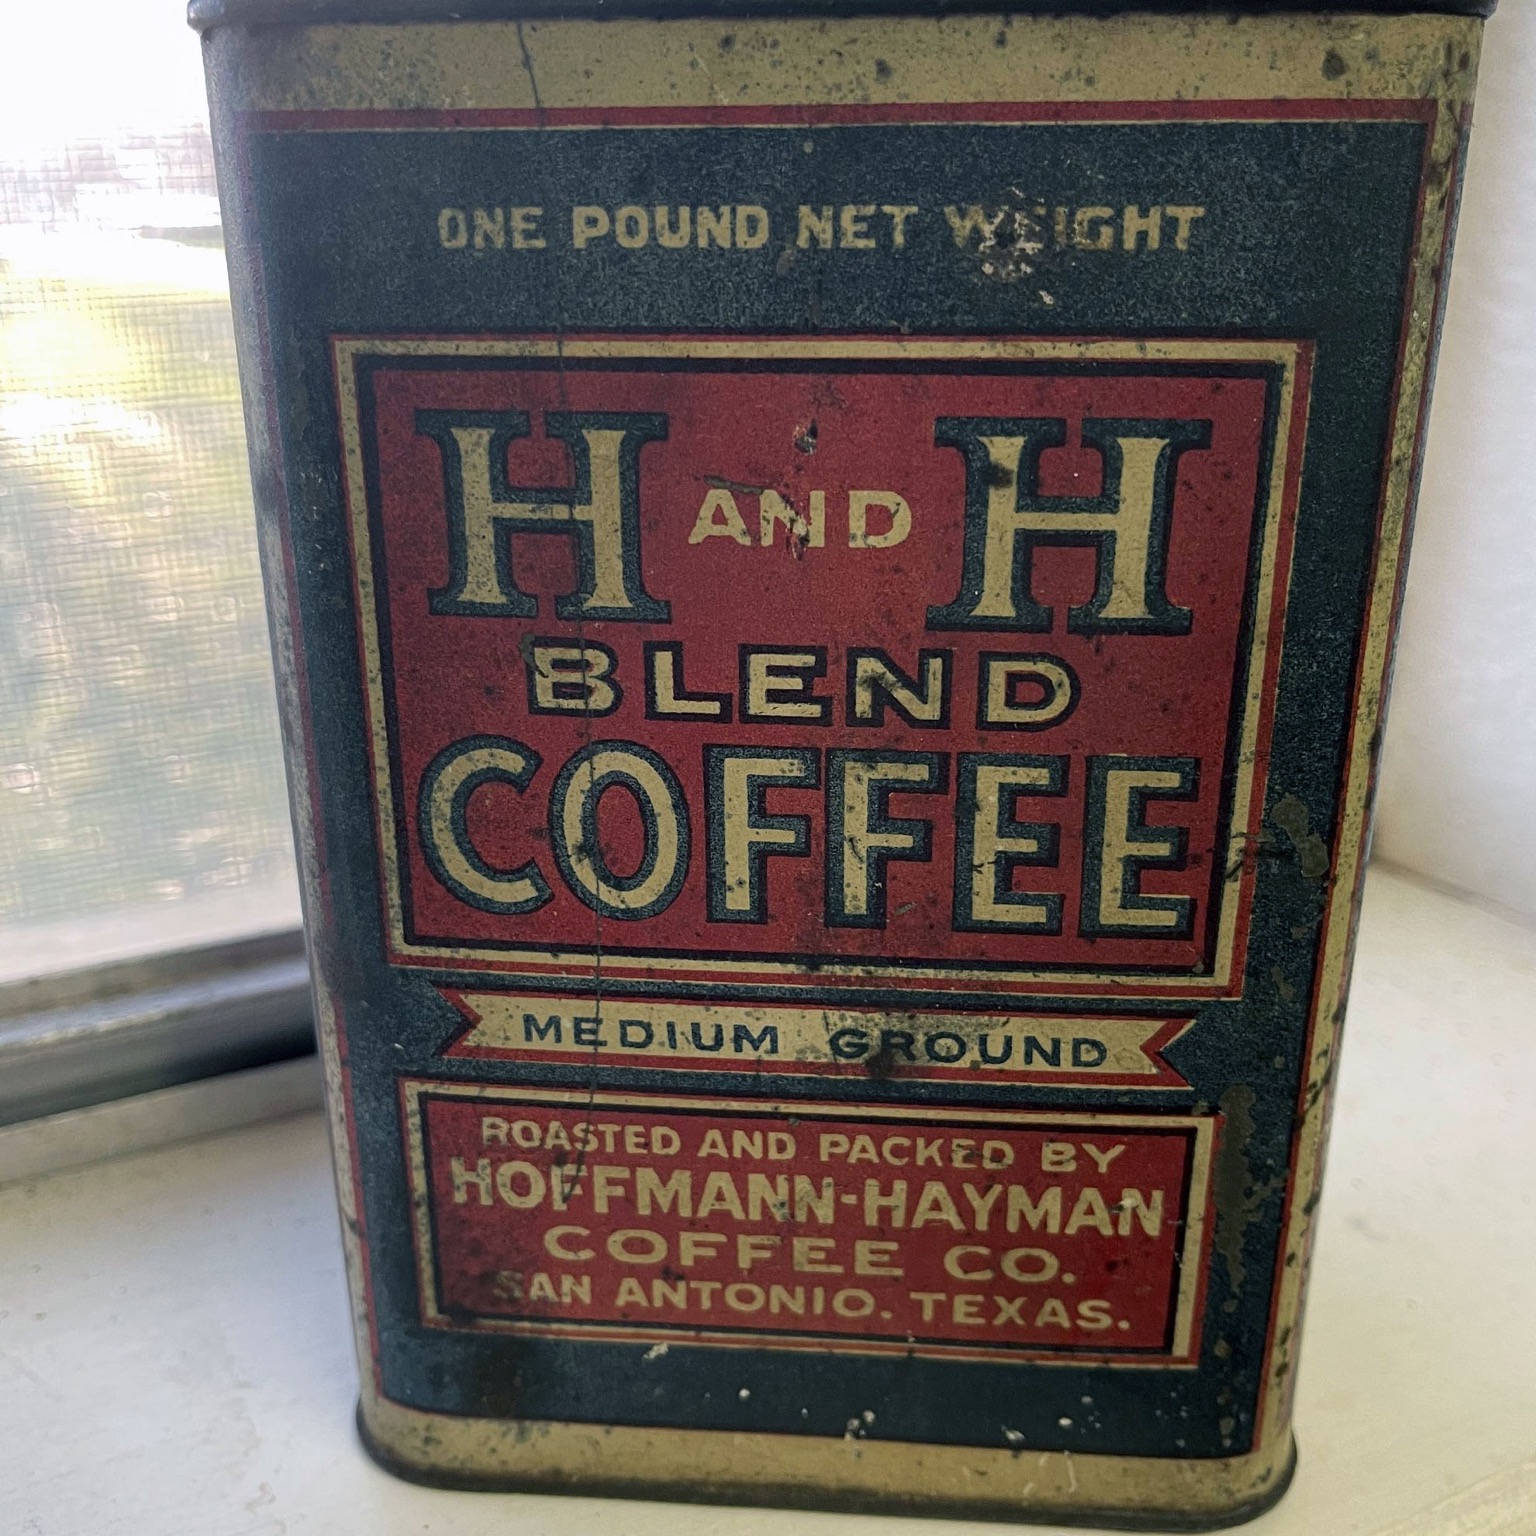 ONE POUND NET WEIGHT
H AND H
BLEND
COFFEE
MEDIUM GROUND
ROASTED AND PACKED BY
HOFFMANN-HAYMAN
COFFEE CO.
SAN ANTONIO. TEXAS.